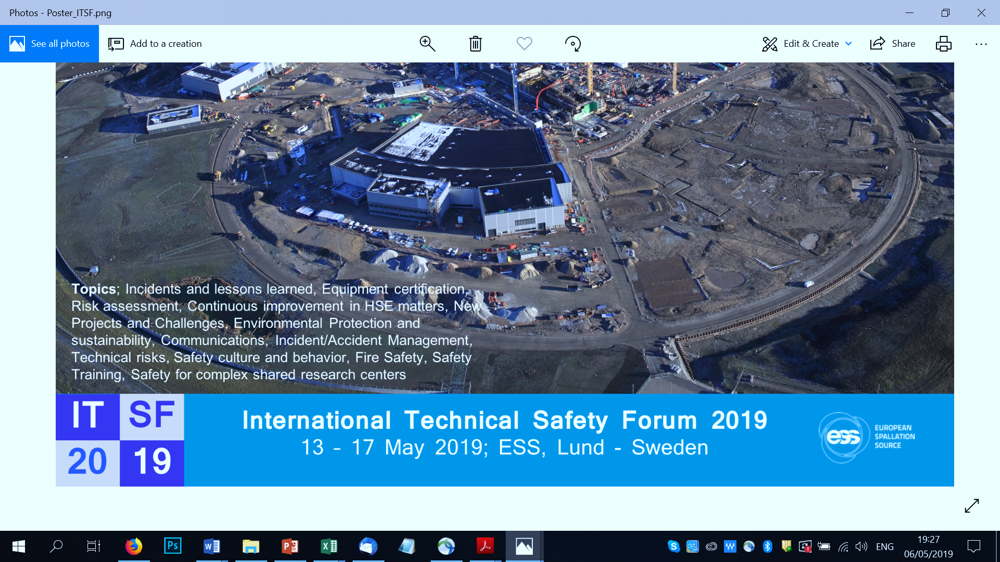 Photos - Poster_ITSF.png
See all photos
Add to a creation
Edit & Create
Share
Topics; Incidents and lessons learned, Equipment certification,
Risk assessment, Continuous improvement in HSE matters, New
Projects and Challenges, Environmental Protection and
sustainability, Communications, Incident/Accident Management,
Technical risks, Safety culture and behavior, Fire Safety, Safety
Training, Safety for complex shared research centers
IT SF
20 19
International Technical Safety Forum 2019
13 - 17 May 2019; ESS, Lund - Sweden
ess
EUROPEAN
SPALLATION
SOURCE
Ps
ENG
19:27
06/05/2019